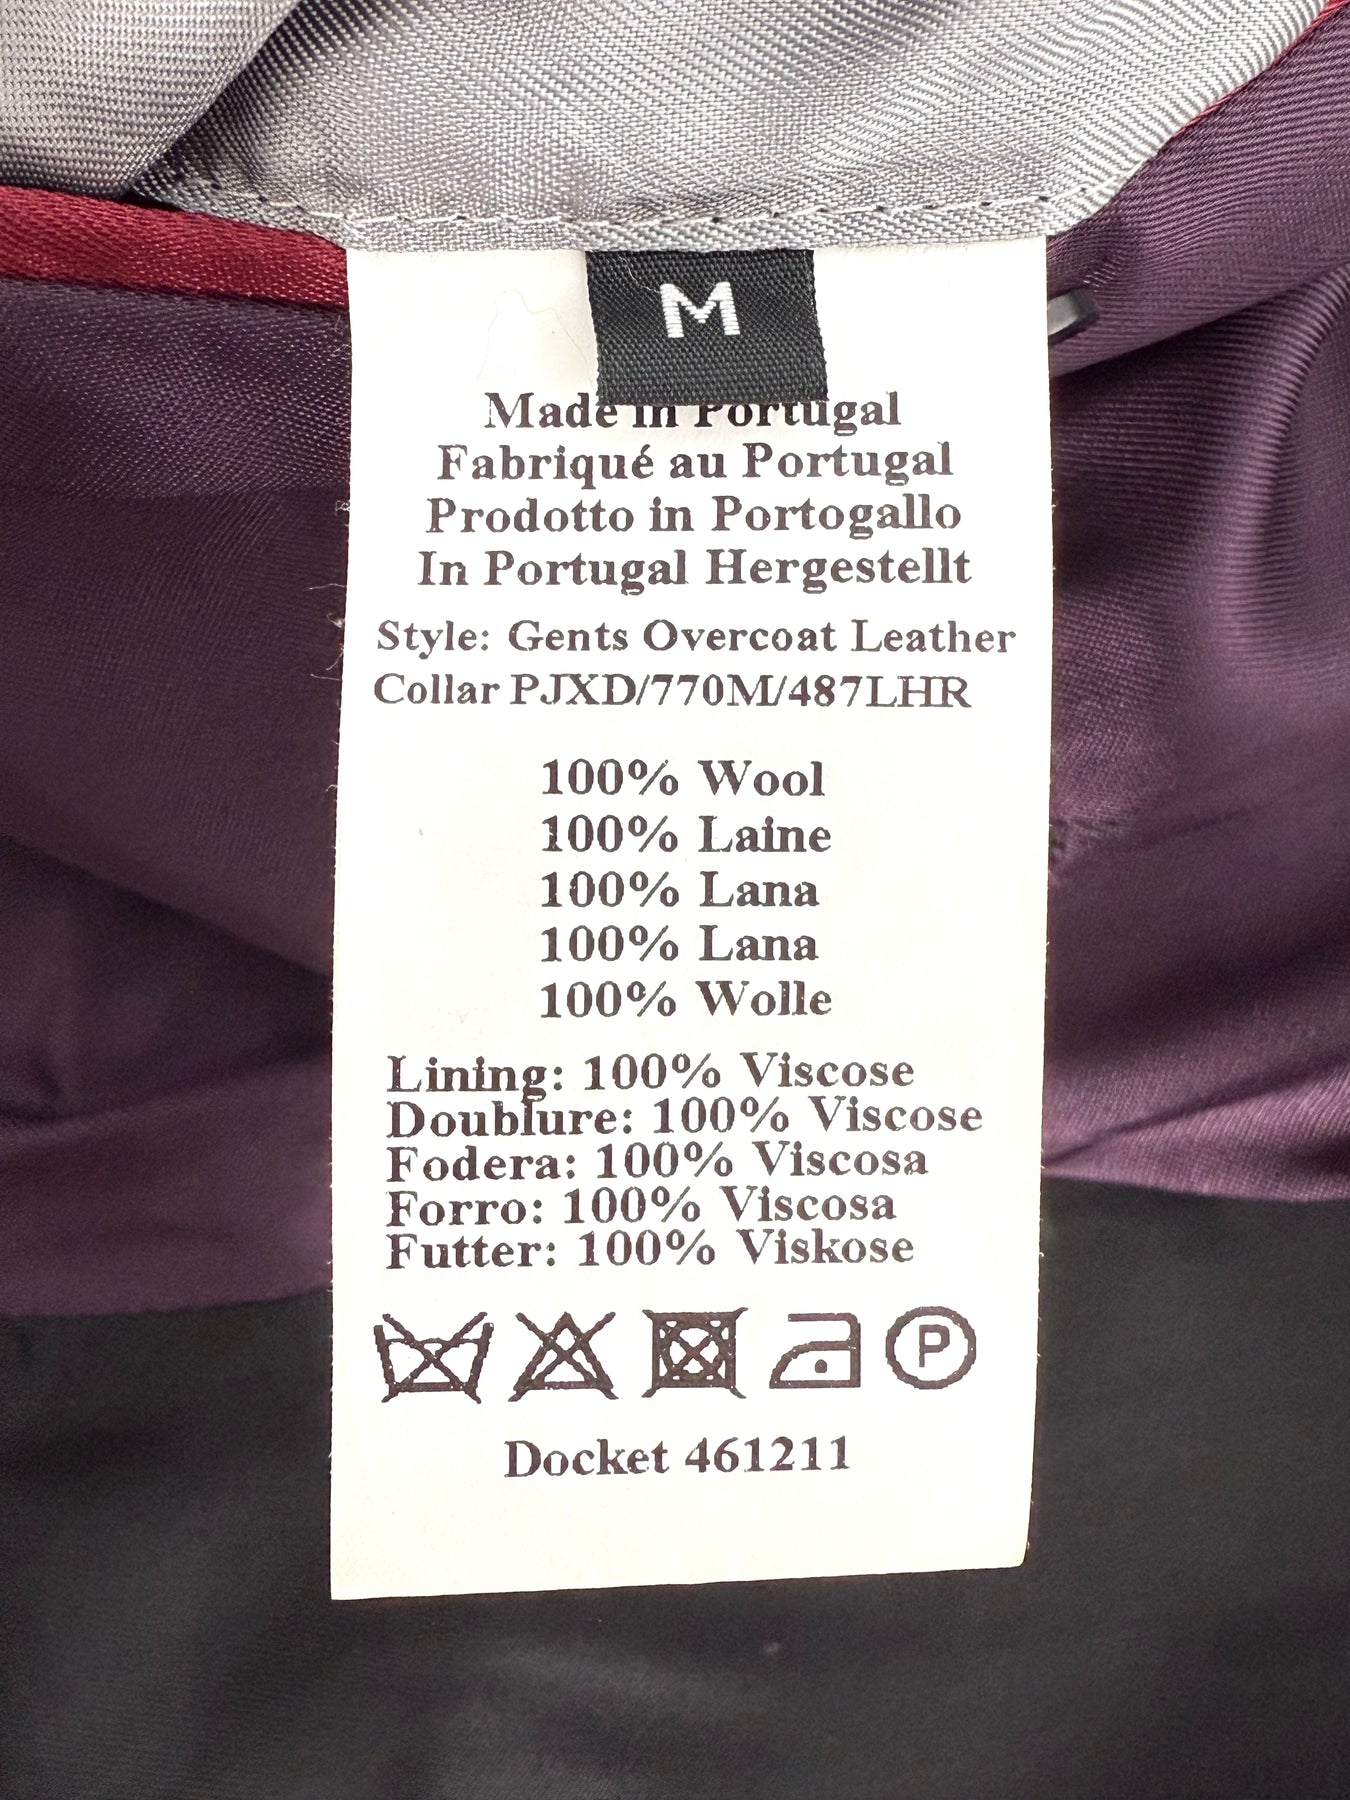 M
Made in Portugal
Fabriqué au Portugal
Prodotto in Portogallo
In Portugal Hergestellt
Style: Gents Overcoat Leather
Collar PJXD/770M/487LHR
100% Wool
100% Laine
100% Lana
100% Lana
100% Wolle
Lining: 100% Viscose
Doublure: 100% Viscose
Fodera: 100% Viscosa
Forro: 100% Viscosa
Futter: 100% Viskose
P
Docket 461211